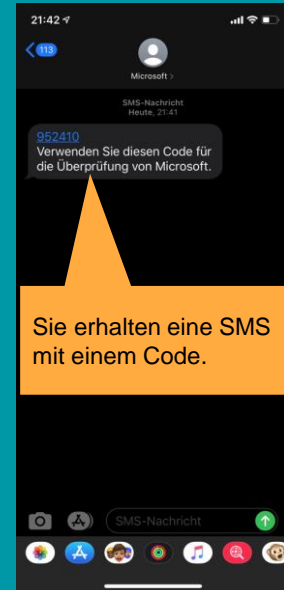 21:42
113
Microsoft >
SMS-Nachricht
Heute, 21:41
952410
Verwenden Sie diesen Code für
die Überprüfung von Microsoft.
Sie erhalten eine SMS
mit einem Code.
SMS-Nachricht